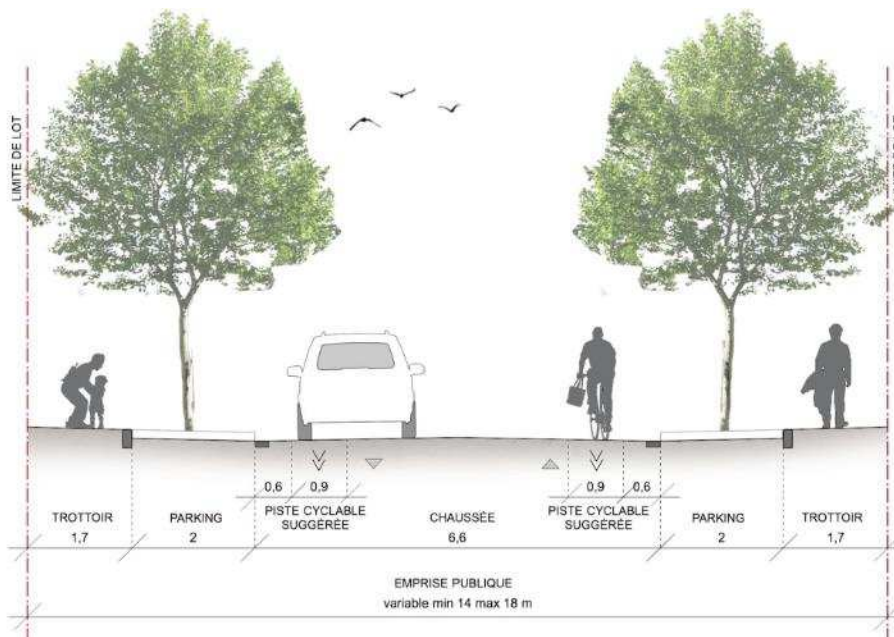 LIMITE DE LOT
0,6
0,9
0,9
0,6
TROTTOIR
1,7
PARKING
2
PISTE CYCLABLE
SUGGÉRÉE
CHAUSSÉE
6,6
PISTE CYCLABLE
SUGGÉRÉE
PARKING
2
TROTTOIR
1,7
EMPRISE PUBLIQUE
variable min 14 max 18 m